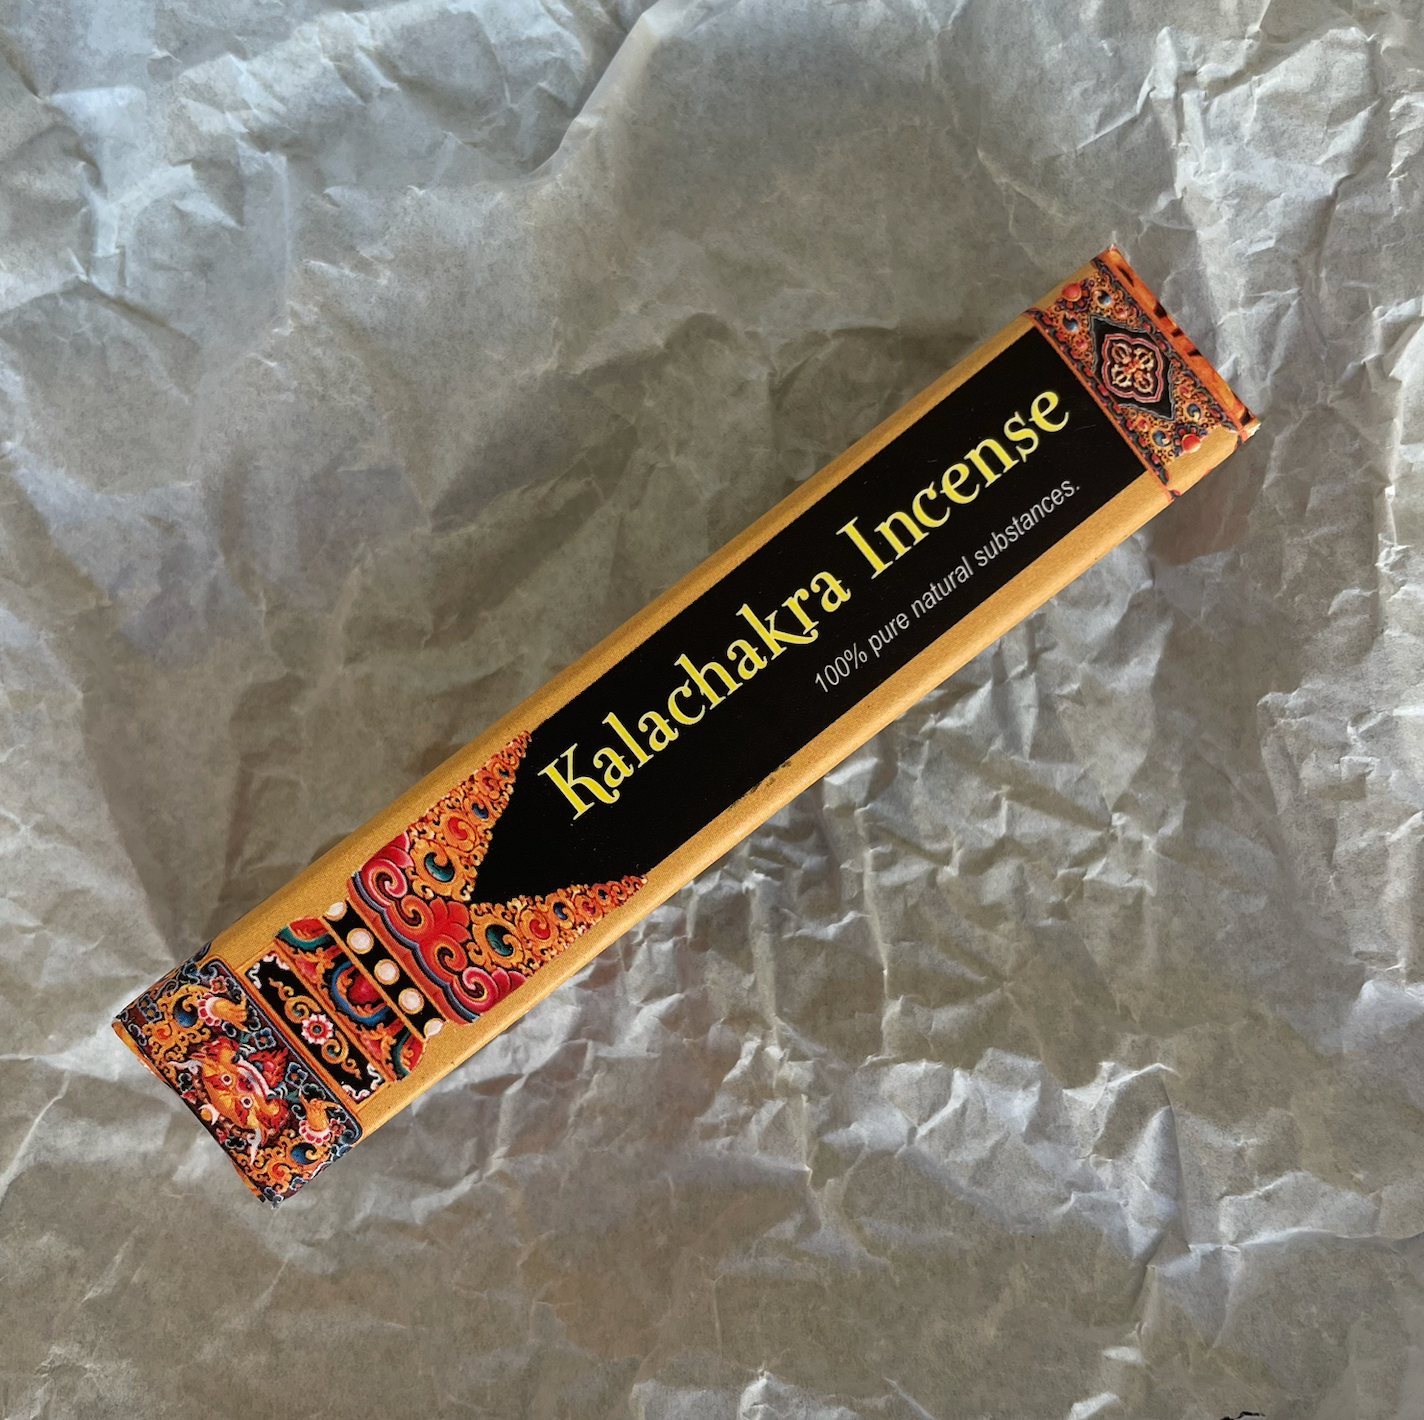 Kalachakra Incense
100% pure natural substances.